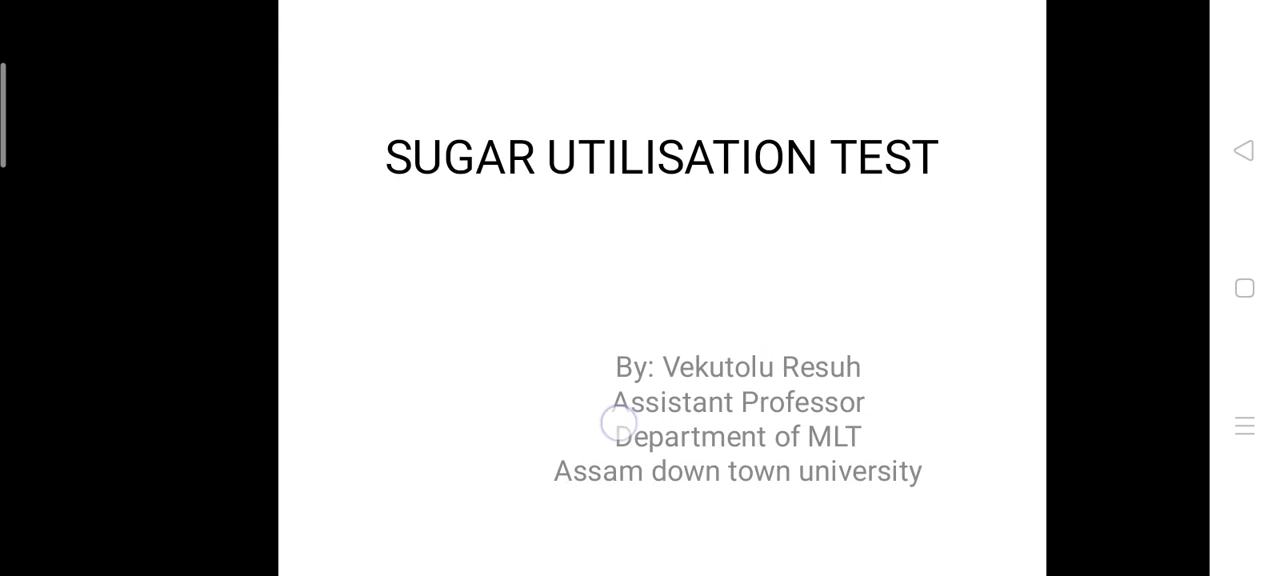 SUGAR UTILISATION TEST
By: Vekutolu Resuh
Assistant Professor
Department of MLT
Assam down town university